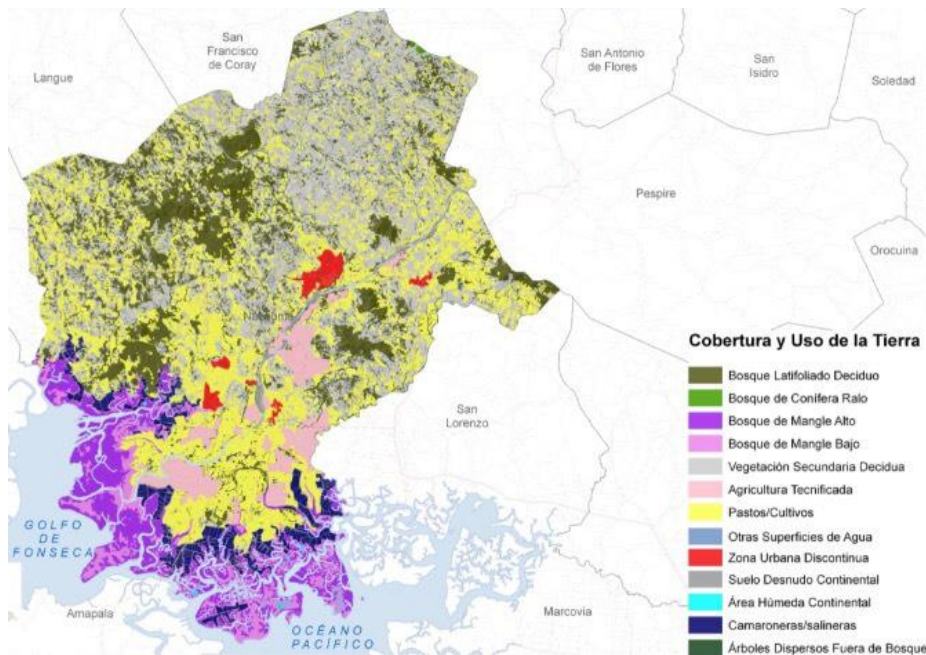 San
Francisco
de Coray
San Antonio
de Flores
San
Isidro
Langue
Soledad
Pespire
Orocuina
Nacaome
Cobertura y Uso de la Tierra
Bosque Latifoliado Deciduo
Bosque de Conífera Ralo
Bosque de Mangle Alto
Bosque de Mangle Bajo
Vegetación Secundaria Decidua
Agricultura Tecnificada
Pastos/Cultivos
Otras Superficies de Agua
Zona Urbana Discontinua
Suelo Desnudo Continental
Área Húmeda Continental
Camaroneras/salineras
Árboles Dispersos Fuera de Bosque
San
Lorenzo
GOLFO
DE
FONSECA
Amapala
Marcovia
OCÉANO
PACÍFICO